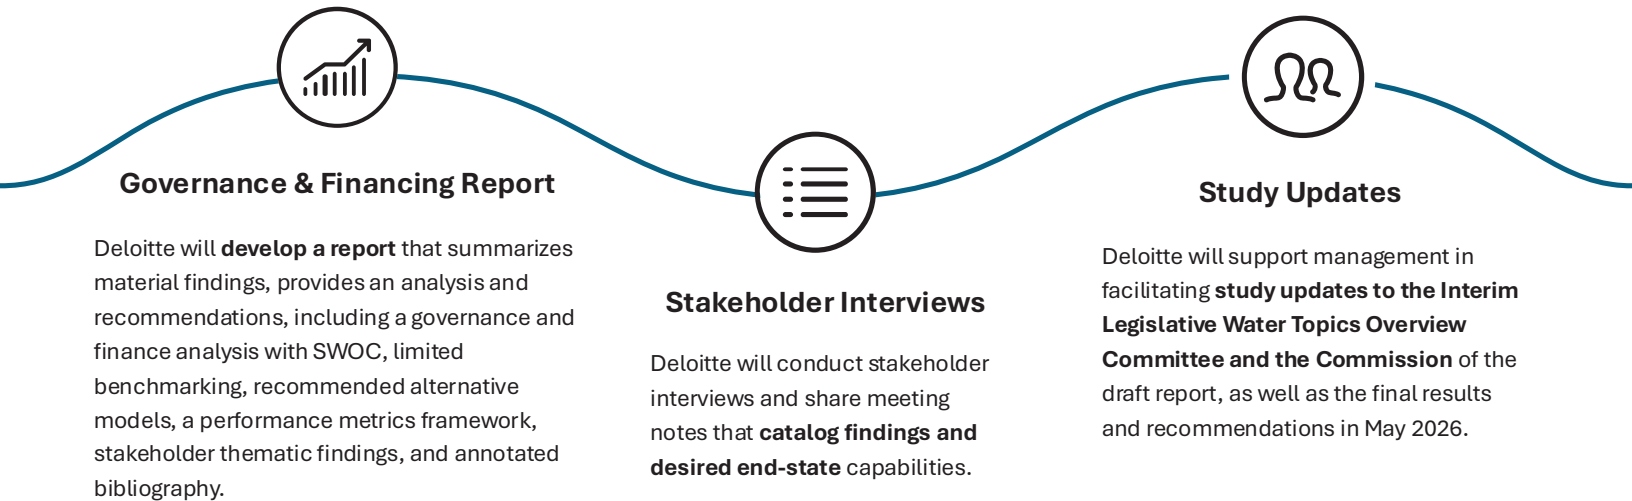 Governance & Financing Report
Deloitte will develop a report that summarizes
material findings, provides an analysis and
recommendations, including a governance and
finance analysis with SWOC, limited
benchmarking, recommended alternative
models, a performance metrics framework,
stakeholder thematic findings, and annotated
bibliography.
Stakeholder Interviews
Deloitte will conduct stakeholder
interviews and share meeting
notes that catalog findings and
desired end-state capabilities.
Study Updates
Deloitte will support management in
facilitating study updates to the Interim
Legislative Water Topics Overview
Committee and the Commission of the
draft report, as well as the final results
and recommendations in May 2026.